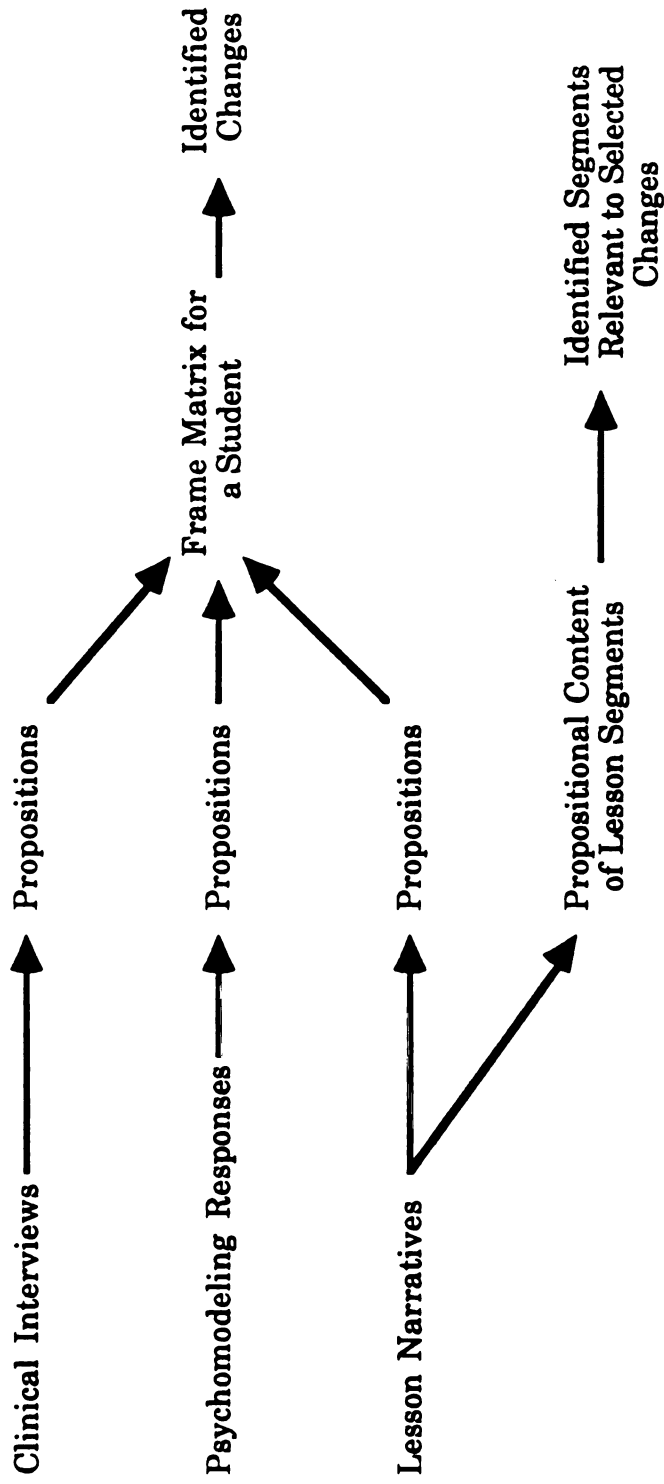 Clinical Interviews
Propositions
Psychomodeling Responses
Propositions
Frame Matrix for
a Student
Identified
Changes
Lesson Narratives
Propositions
Propositional Content
of Lesson Segments
Identified Segments
Relevant to Selected
Changes